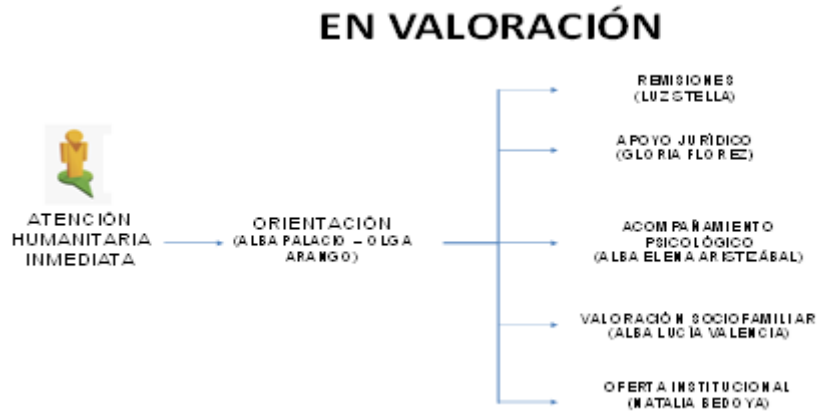 EN VALORACIÓN
ATENCIÓN
HUMANITARIA
INMEDIATA
ORIENTACIÓN
(ALBA PALACIO – OLGA
ARANGO)
REMISIONES
(LUZ STELLA)
APOYO JURÍDICO
(GLORIA FLOREZ)
ACOMPAÑAMIENTO
PSICOLÓGICO
(ALBA ELENA ARISTIZÁBAL)
VALORACIÓN SOCIOFAMILIAR
(ALBA LUCÍA VALENCIA)
OFERTA INSTITUCIONAL
(NATALIA BEDOYA)